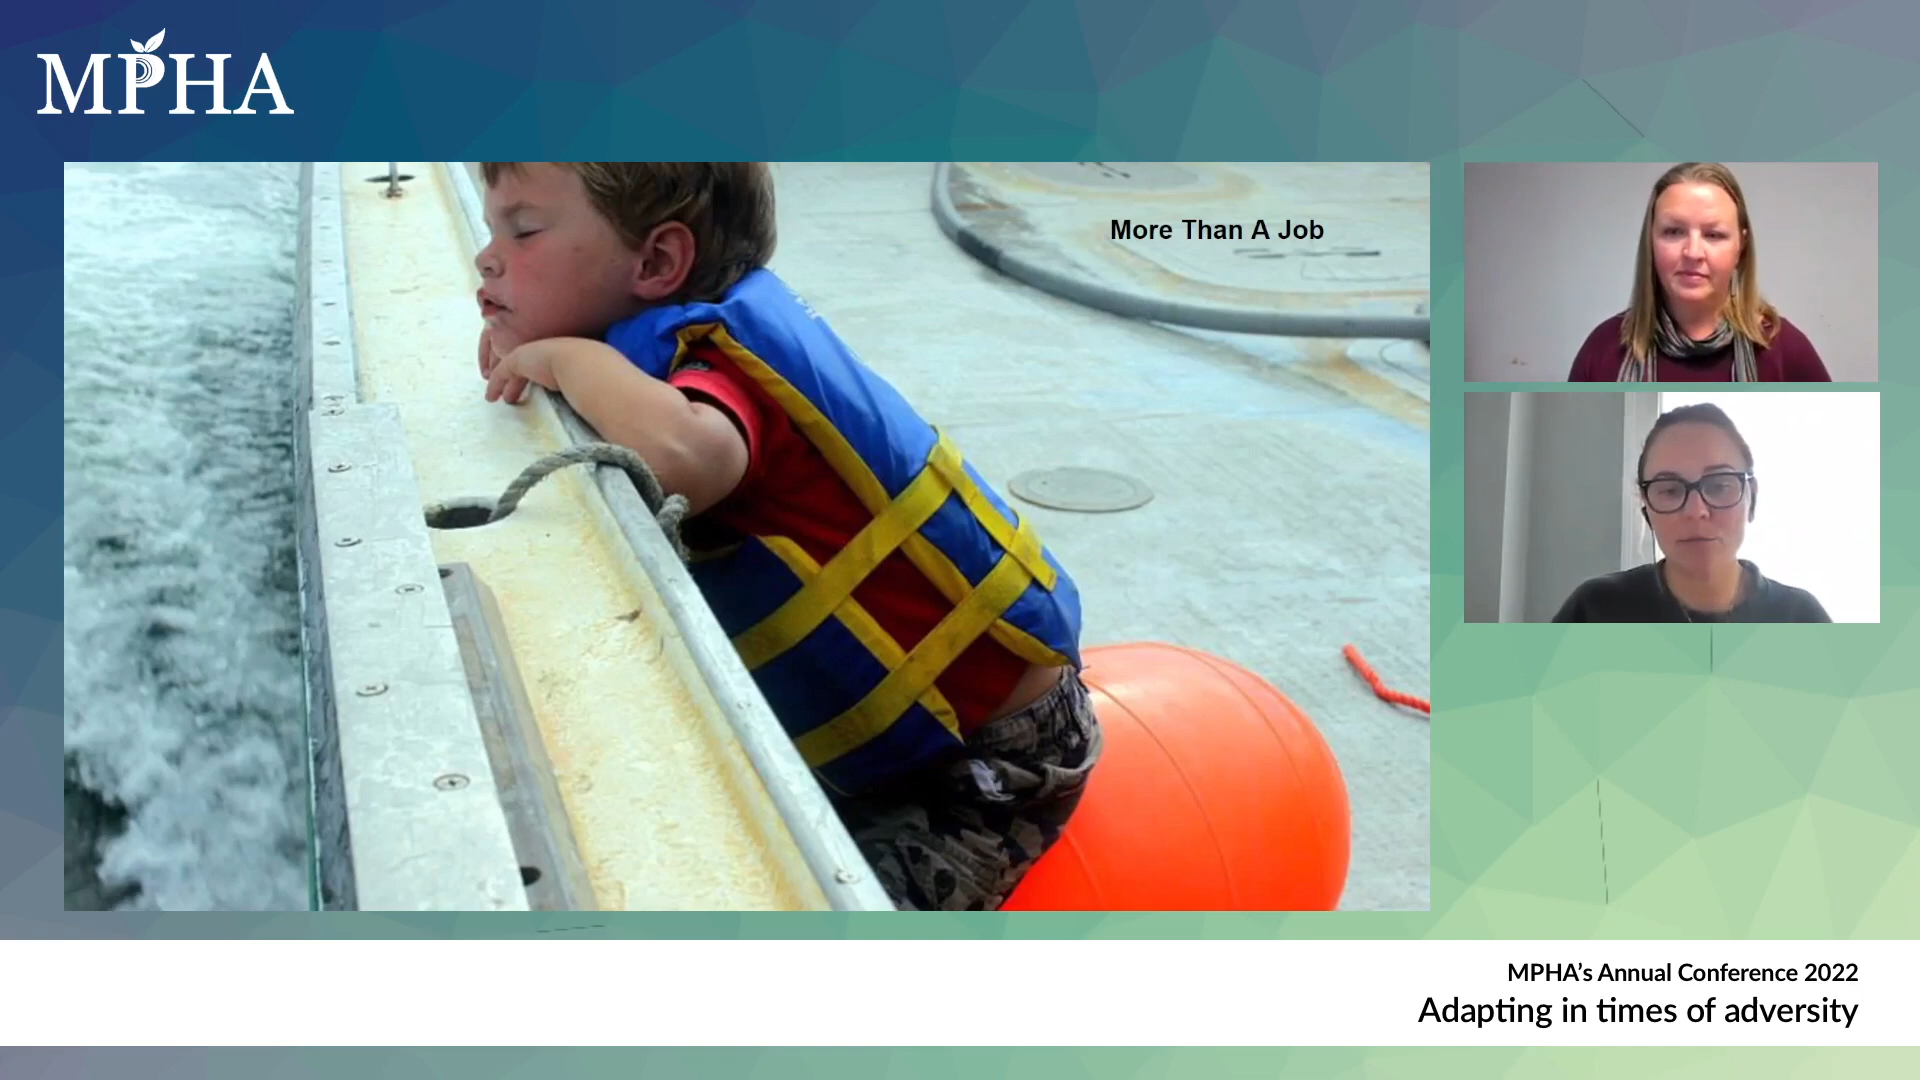 MPHA
More Than A Job
MPHA's Annual Conference 2022
Adapting in times of adversity